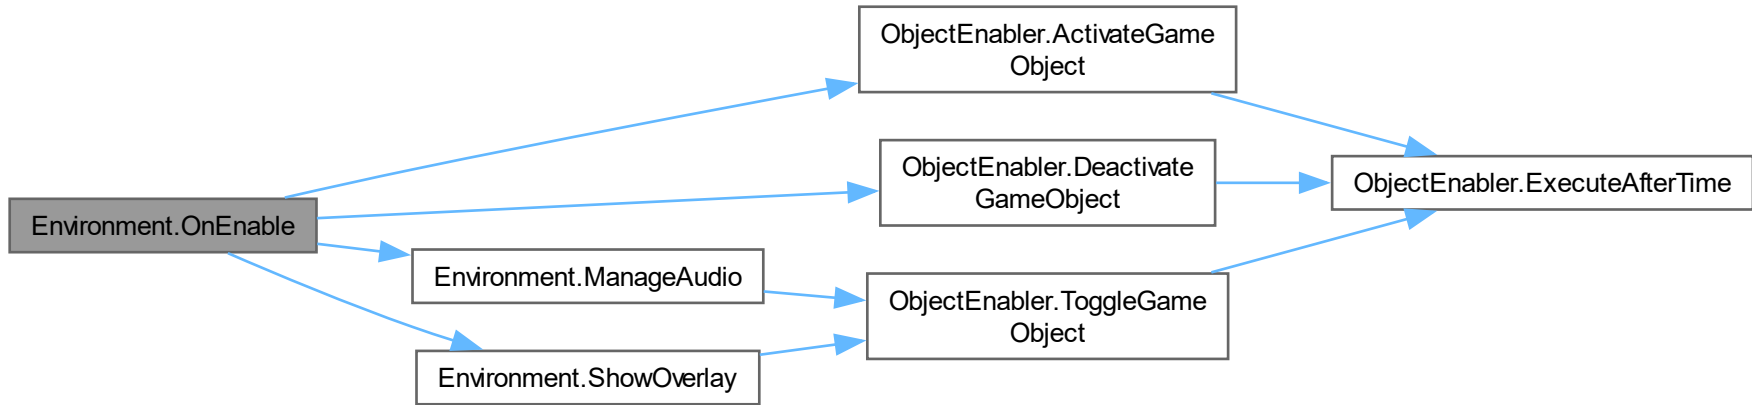 ObjectEnabler.ActivateGame
Object
ObjectEnabler.Deactivate
GameObject
ObjectEnabler.ExecuteAfterTime
Environment.OnEnable
Environment.ManageAudio
ObjectEnabler.ToggleGame
Object
Environment.ShowOverlay